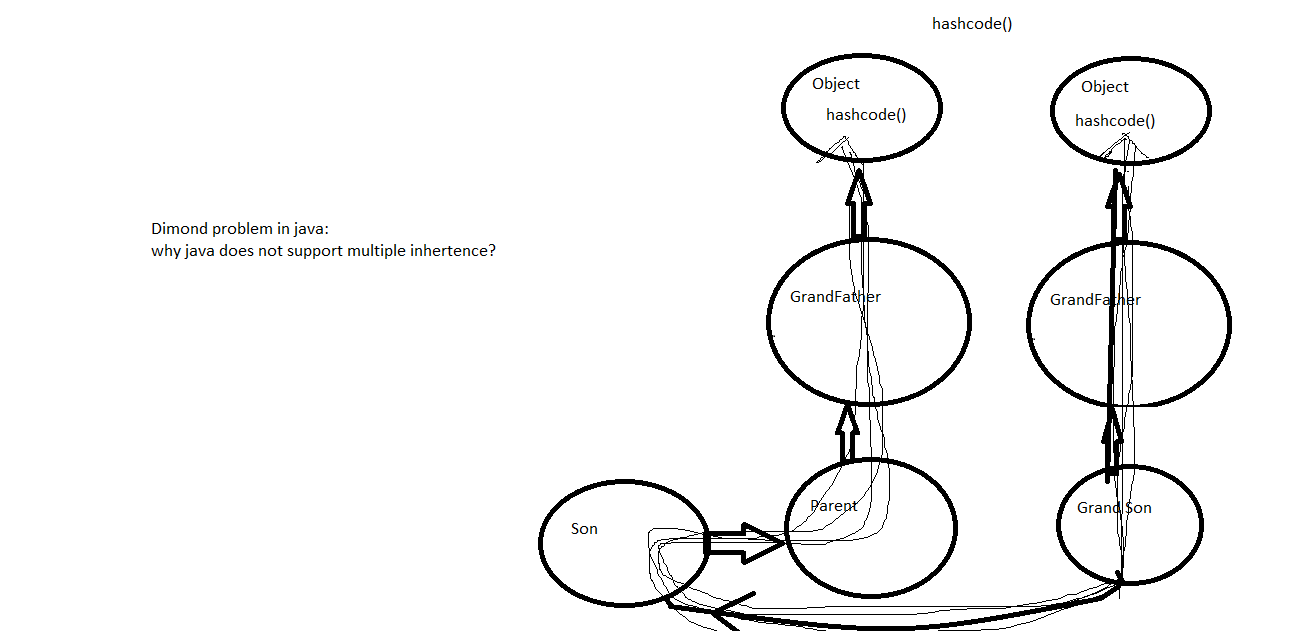 hashcode()
Object
hashcode()
Object
hashcode()
Dimond problem in java:
why java does not support multiple inhertence?
GrandFather
GrandFather
Parent
Grand Son
Son